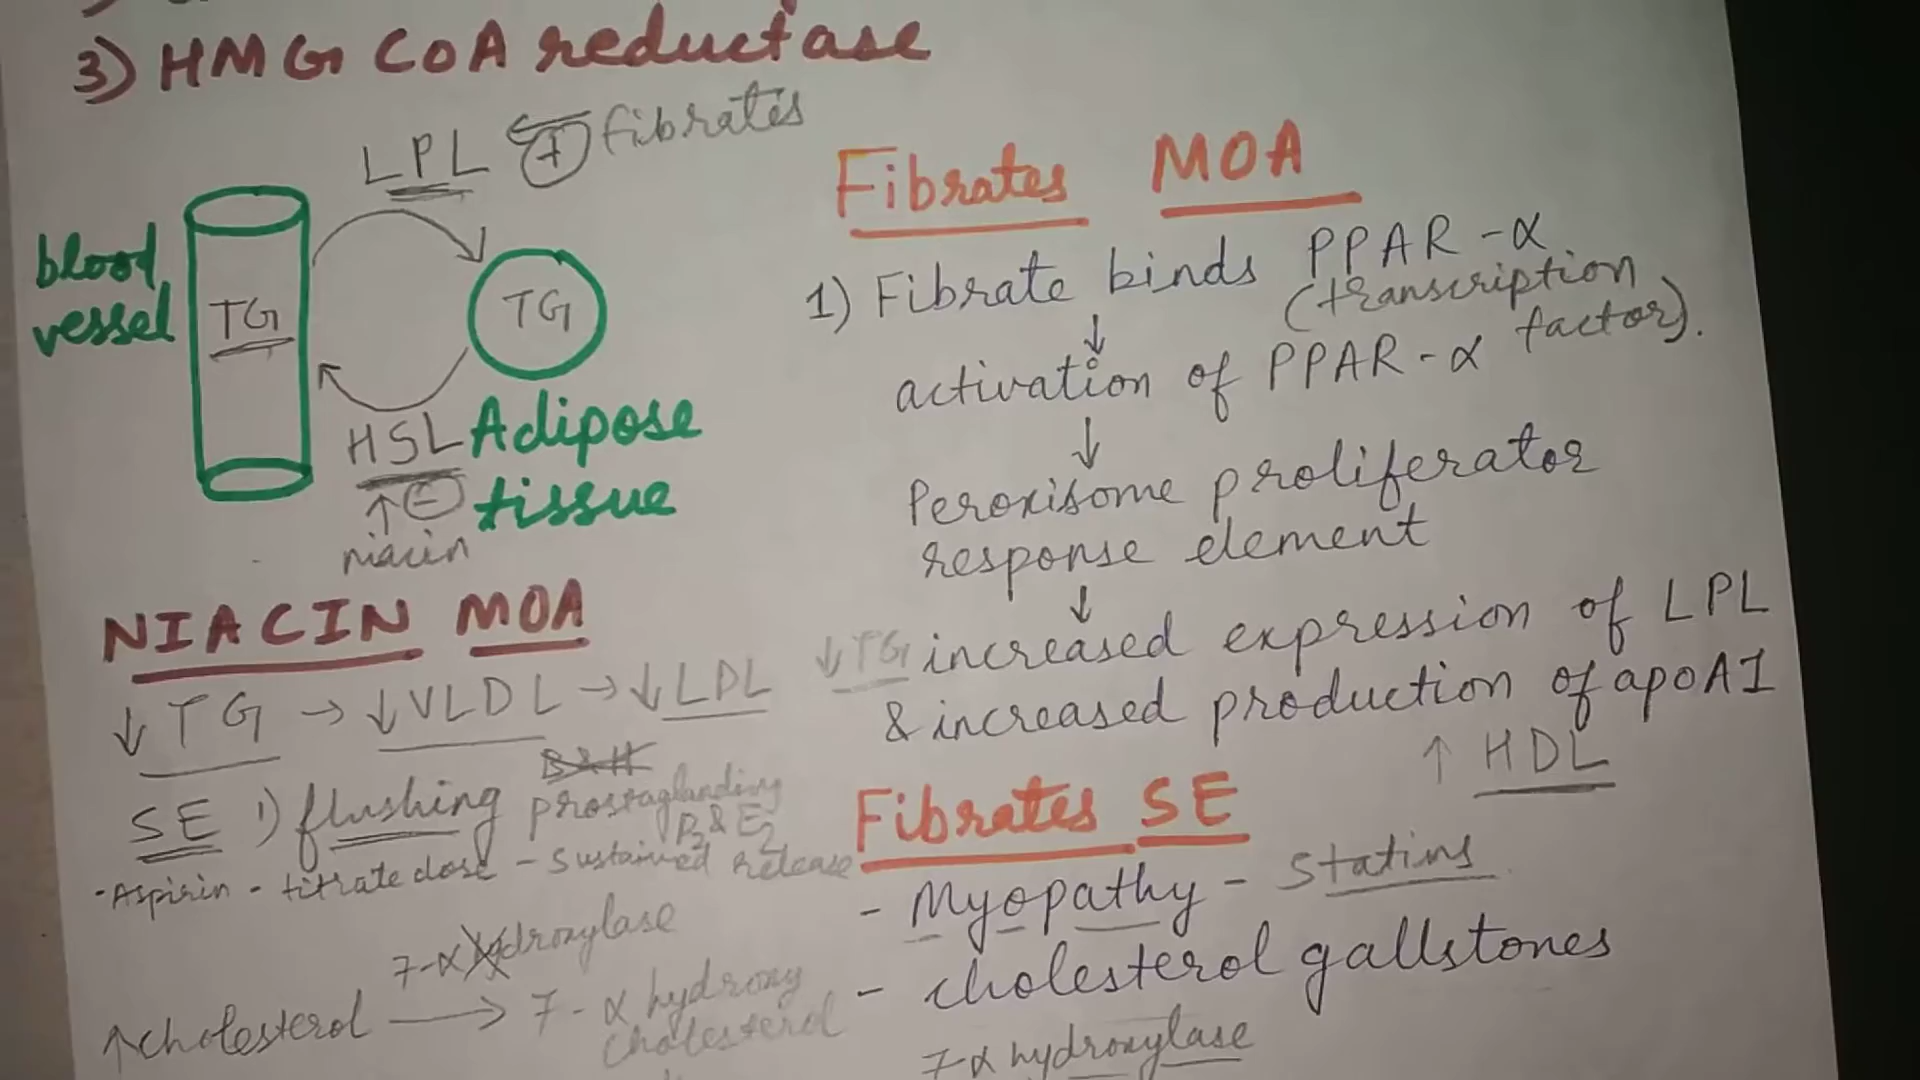 3) HMG COA reductase
LPL ← + fibrates
blood
vessel
TG
TG
HSL
Adipose
tissue
↑ -
niacin
NIACIN MOA
↓ TG → ↓ VLDL → ↓ LDL
SE 1) flushing prostaglandins
D2 & E2
- Aspirin - titrate dose - sustained release
7-α hydroxylase
↑ cholesterol → 7-α hydroxy
cholesterol
Fibrates MOA
1) Fibrate binds PPAR-α
(transcription
factor).
↓
activation of PPAR-α
↓
Peroxisome proliferator
response element
↓
↓TG increased expression of LPL
& increased production of apoA1
↑ HDL
Fibrates SE
- Myopathy - statins
- cholesterol gallstones
7-α hydroxylase